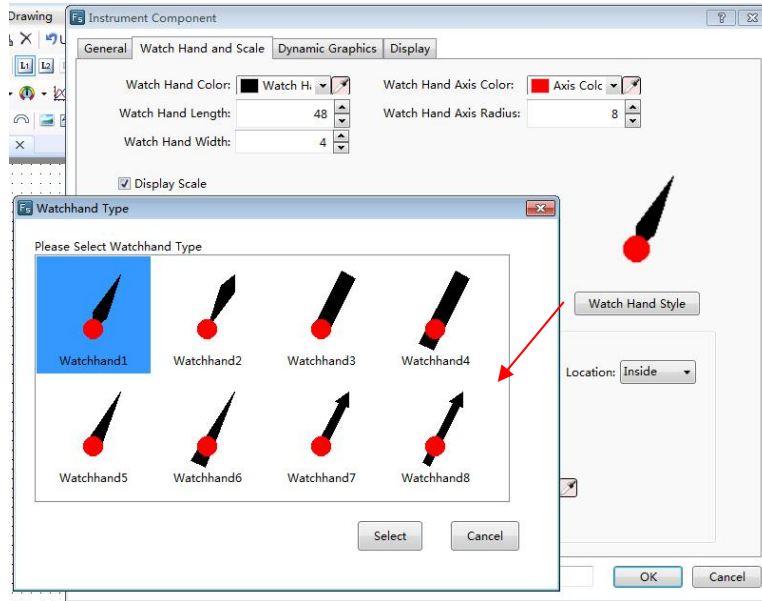 Drawing
Instrument Component
General
Watch Hand and Scale
Dynamic Graphics
Display
L1
L2
Watch Hand Color:
Watch H
Watch Hand Axis Color:
Axis Colc
Watch Hand Length:
48
Watch Hand Axis Radius:
8
Watch Hand Width:
4
Display Scale
Watchhand Type
Please Select Watchhand Type
Watchhand1
Watchhand2
Watchhand3
Watchhand4
Watchhand5
Watchhand6
Watchhand7
Watchhand8
Select
Cancel
Watch Hand Style
Location:
Inside
OK
Cancel